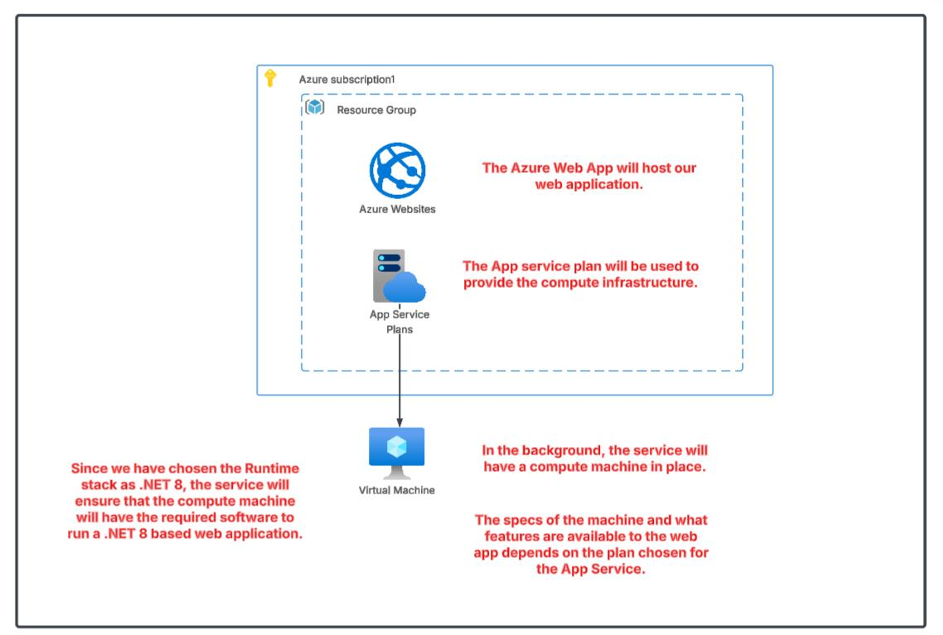 Azure subscription1
Resource Group
The Azure Web App will host our
web application.
Azure Websites
The App service plan will be used to
provide the compute infrastructure.
App Service
Plans
In the background, the service will
have a compute machine in place.
Since we have chosen the Runtime
stack as .NET 8, the service will
ensure that the compute machine
will have the required software to
run a .NET 8 based web application.
Virtual Machine
The specs of the machine and what
features are available to the web
app depends on the plan chosen for
the App Service.